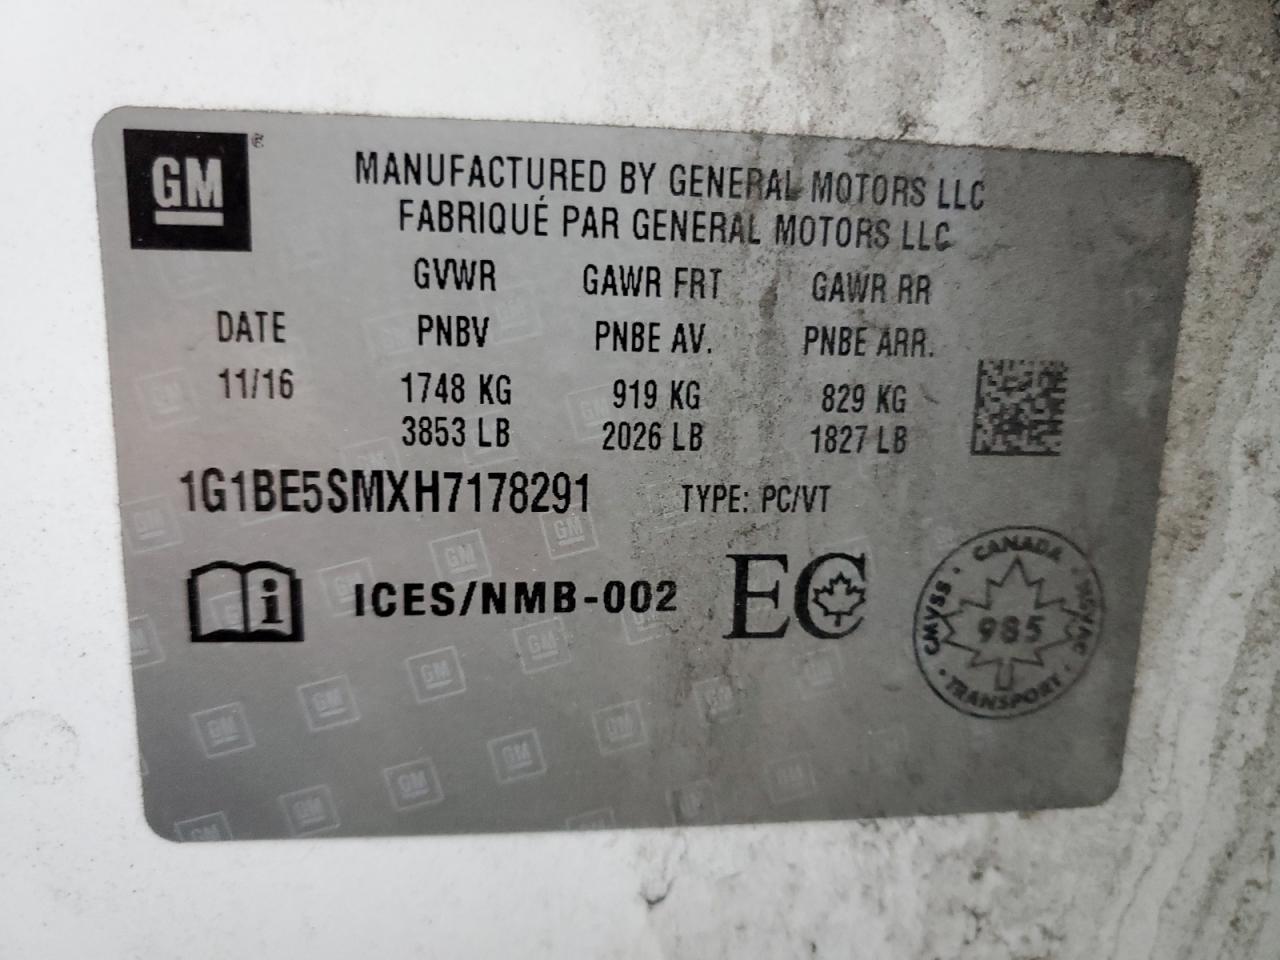 GM
MANUFACTURED BY GENERAL MOTORS LLC
FABRIQUÉ PAR GENERAL MOTORS LLC
GVWR GAWR FRT GAWR RR
DATE PNBV PNBE AV. PNBE ARR.
11/16 1748 KG 919 KG 829 KG
3853 LB 2026 LB 1827 LB
1G1BE5SMXH7178291 TYPE: PC/VT
i ICES/NMB-002 EC
CANADA
CMVSS · 985 · NSVAC
TRANSPORT